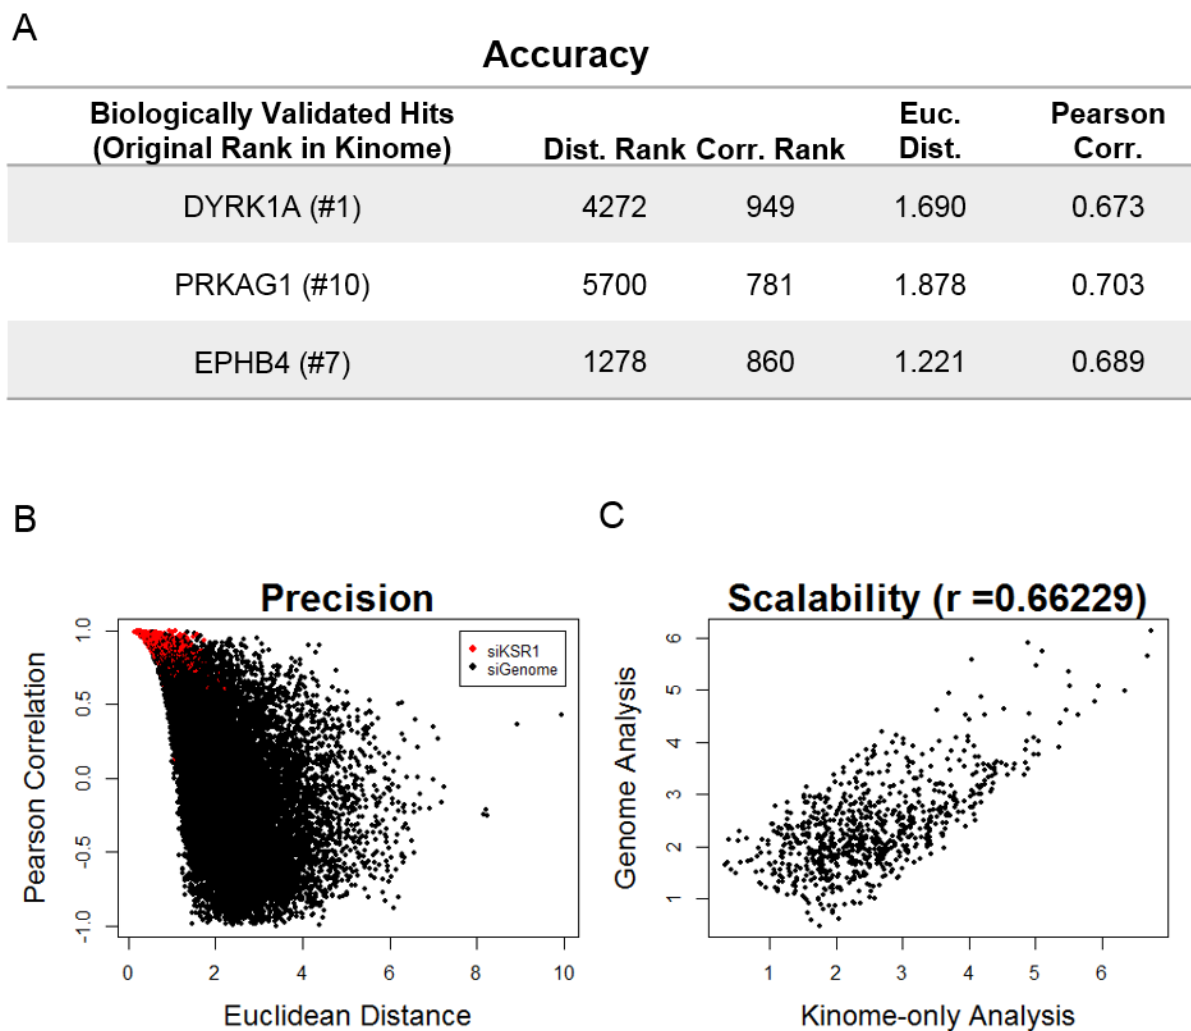 A
Accuracy
Biologically Validated Hits
(Original Rank in Kinome)
Dist. Rank
Corr. Rank
Euc.
Dist.
Pearson
Corr.
DYRK1A (#1) 4272 949 1.690 0.673
PRKAG1 (#10) 5700 781 1.878 0.703
EPHB4 (#7) 1278 860 1.221 0.689
B
Precision
siKSR1
siGenome
Pearson Correlation
1.0
0.5
0.0
-0.5
-1.0
0 2 4 6 8 10
Euclidean Distance
C
Scalability (r =0.66229)
Genome Analysis
6
5
4
3
2
1
1 2 3 4 5 6
Kinome-only Analysis